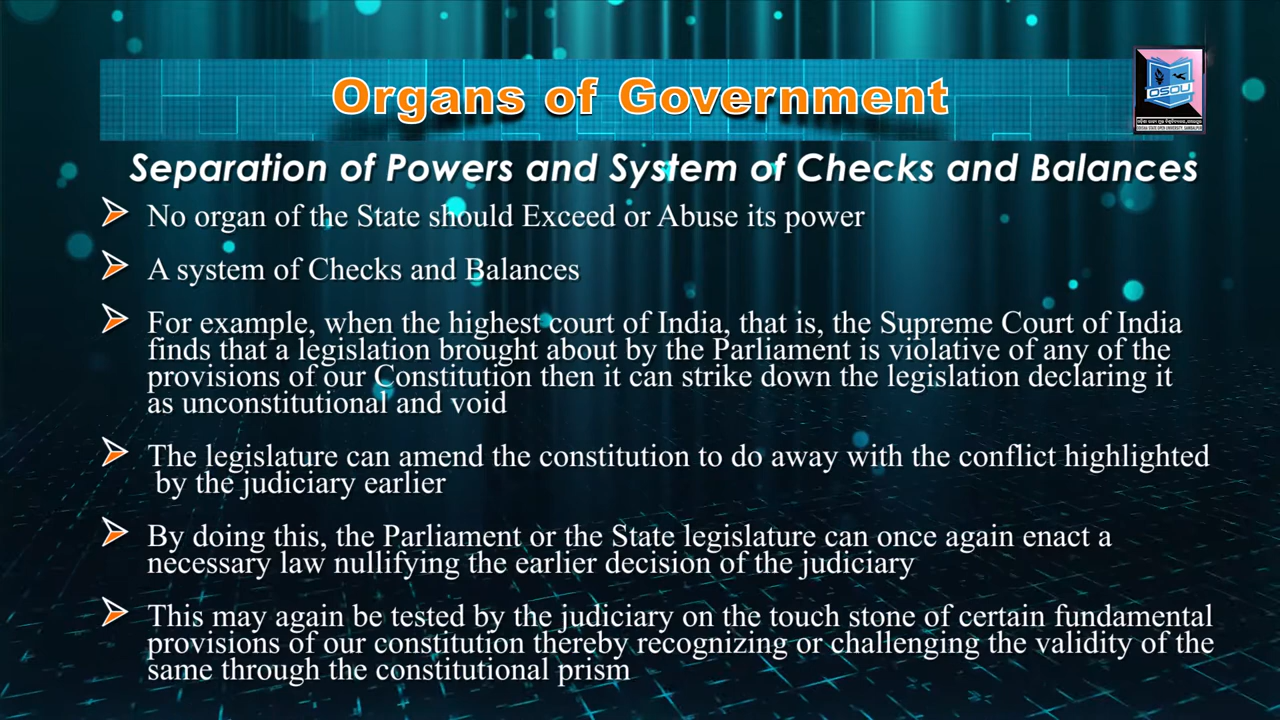 Organs of Government
OSOU
ODISHA STATE OPEN UNIVERSITY, SAMBALPUR
Separation of Powers and System of Checks and Balances
No organ of the State should Exceed or Abuse its power
A system of Checks and Balances
For example, when the highest court of India, that is, the Supreme Court of India
finds that a legislation brought about by the Parliament is violative of any of the
provisions of our Constitution then it can strike down the legislation declaring it
as unconstitutional and void
The legislature can amend the constitution to do away with the conflict highlighted
by the judiciary earlier
By doing this, the Parliament or the State legislature can once again enact a
necessary law nullifying the earlier decision of the judiciary
This may again be tested by the judiciary on the touch stone of certain fundamental
provisions of our constitution thereby recognizing or challenging the validity of the
same through the constitutional prism